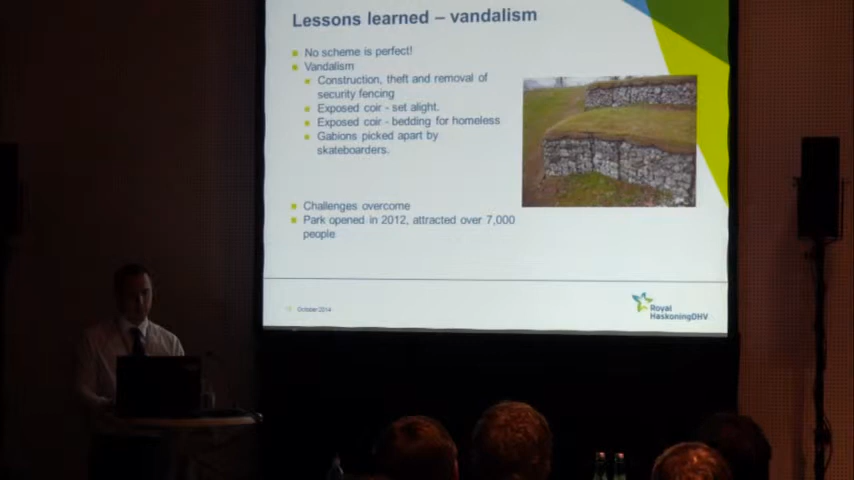 Lessons learned – vandalism
No scheme is perfect!
Vandalism
Construction, theft and removal of
security fencing
Exposed coir - set alight.
Exposed coir - bedding for homeless
Gabions picked apart by
skateboarders.
Challenges overcome
Park opened in 2012, attracted over 7,000
people
October 2014
Royal
HaskoningDHV